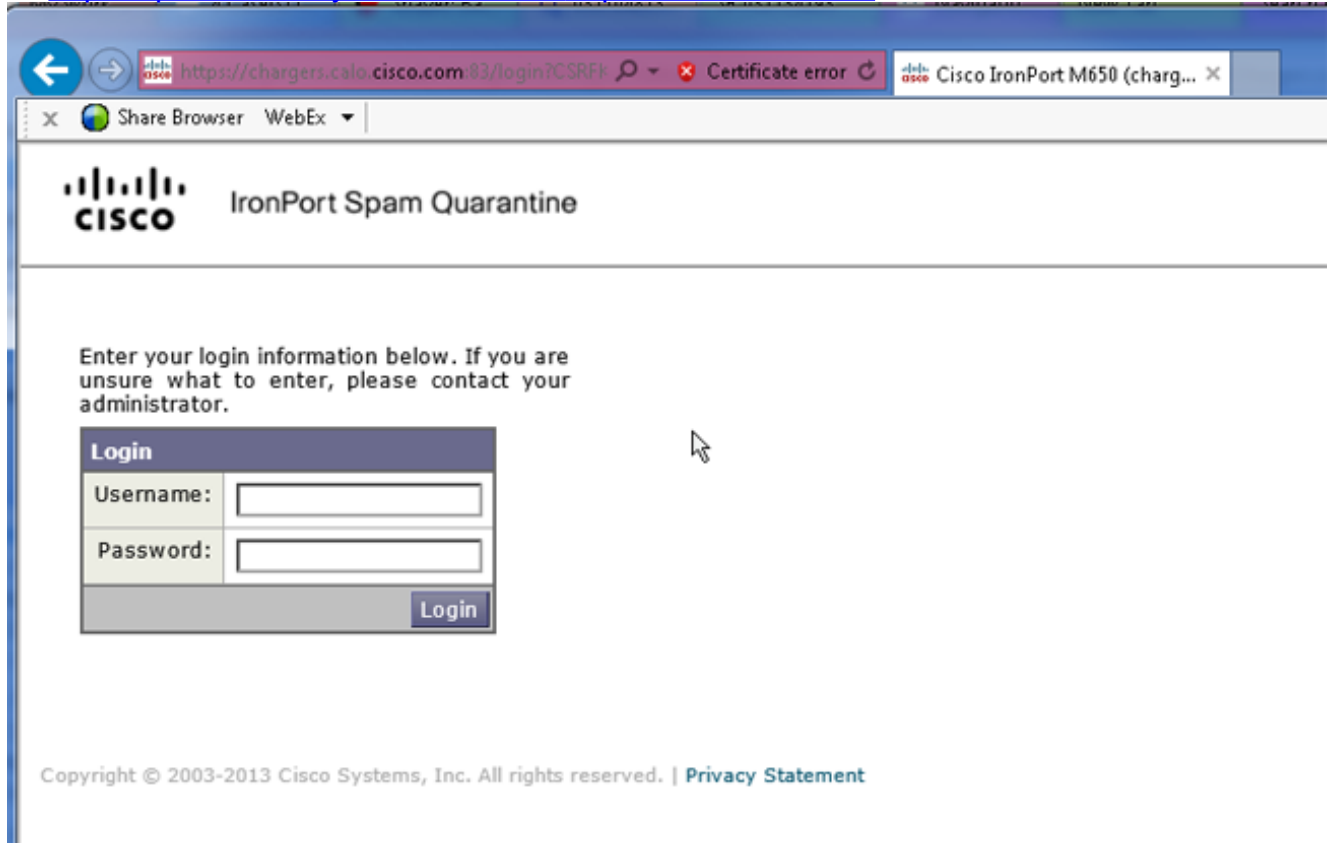 https://chargers.calo.cisco.com:83/login?CSRFK
Certificate error
Cisco IronPort M650 (charg...
Share Browser WebEx
CISCO
IronPort Spam Quarantine
Enter your login information below. If you are
unsure what to enter, please contact your
administrator.
Login
Username:
Password:
Login
Copyright © 2003-2013 Cisco Systems, Inc. All rights reserved. | Privacy Statement